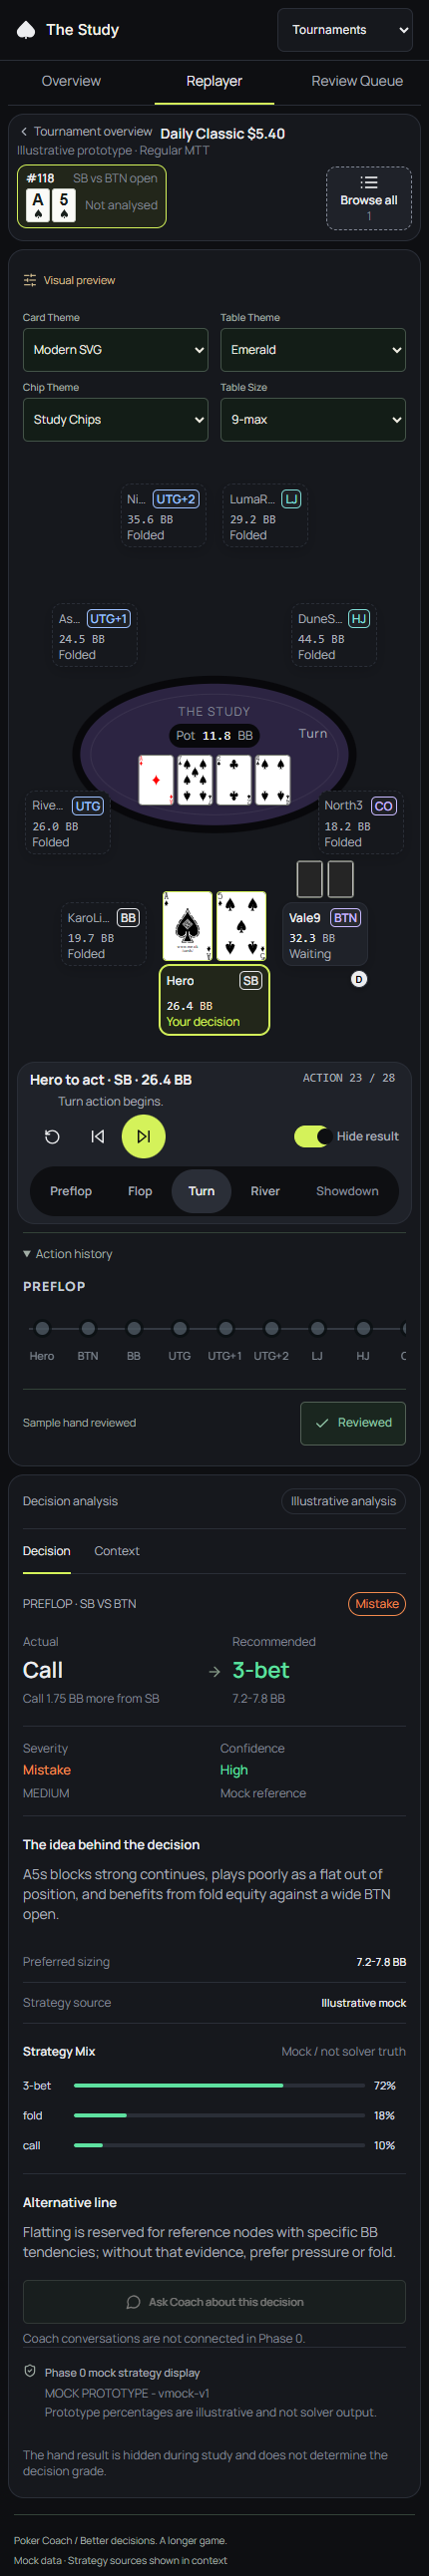 The Study
Tournaments
Overview
Replayer
Review Queue
Tournament overview
Daily Classic $5.40
Illustrative prototype · Regular MTT
#118
SB vs BTN open
A
5
Not analysed
Browse all
1
Visual preview
Card Theme
Table Theme
Modern SVG
Emerald
Chip Theme
Table Size
Study Chips
9-max
Ni... UTG+2
35.6 BB
Folded
LumaR... LJ
29.2 BB
Folded
As... UTG+1
24.5 BB
Folded
DuneS... HJ
44.5 BB
Folded
THE STUDY
Pot 11.8 BB
Turn
Rive... UTG
26.0 BB
Folded
North3 CO
18.2 BB
Folded
KaroLi... BB
19.7 BB
Folded
Vale9 BTN
32.3 BB
Waiting
D
Hero SB
26.4 BB
Your decision
Hero to act · SB · 26.4 BB
ACTION 23 / 28
Turn action begins.
Hide result
Preflop
Flop
Turn
River
Showdown
Action history
PREFLOP
Hero
BTN
BB
UTG
UTG+1
UTG+2
LJ
HJ
Sample hand reviewed
Reviewed
Decision analysis
Illustrative analysis
Decision
Context
PREFLOP · SB VS BTN
Mistake
Actual
Recommended
Call
3-bet
Call 1.75 BB more from SB
7.2-7.8 BB
Severity
Confidence
Mistake
High
MEDIUM
Mock reference
The idea behind the decision
A5s blocks strong continues, plays poorly as a flat out of
position, and benefits from fold equity against a wide BTN
open.
Preferred sizing
7.2-7.8 BB
Strategy source
Illustrative mock
Strategy Mix
Mock / not solver truth
3-bet
72%
fold
18%
call
10%
Alternative line
Flatting is reserved for reference nodes with specific BB
tendencies; without that evidence, prefer pressure or fold.
Ask Coach about this decision
Coach conversations are not connected in Phase 0.
Phase 0 mock strategy display
MOCK PROTOTYPE - vmock-v1
Prototype percentages are illustrative and not solver output.
The hand result is hidden during study and does not determine the
decision grade.
Poker Coach / Better decisions. A longer game.
Mock data · Strategy sources shown in context